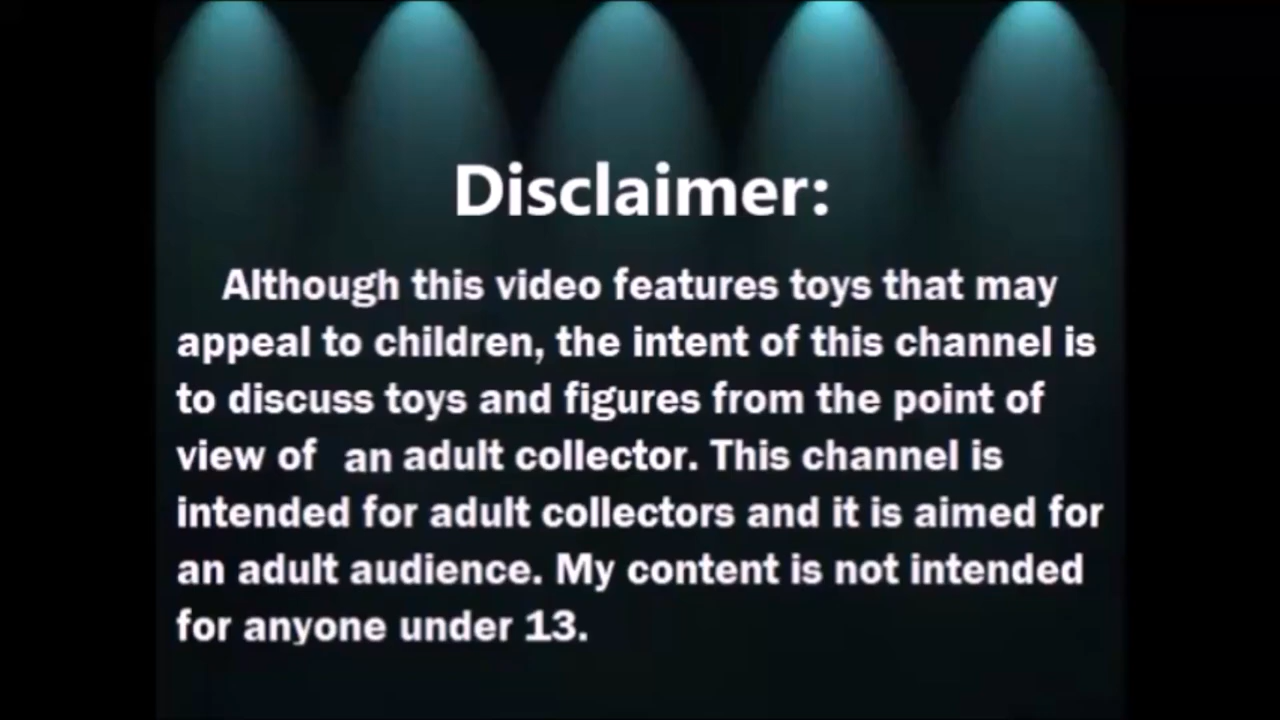 Disclaimer:
Although this video features toys that may
appeal to children, the intent of this channel is
to discuss toys and figures from the point of
view of an adult collector. This channel is
intended for adult collectors and it is aimed for
an adult audience. My content is not intended
for anyone under 13.